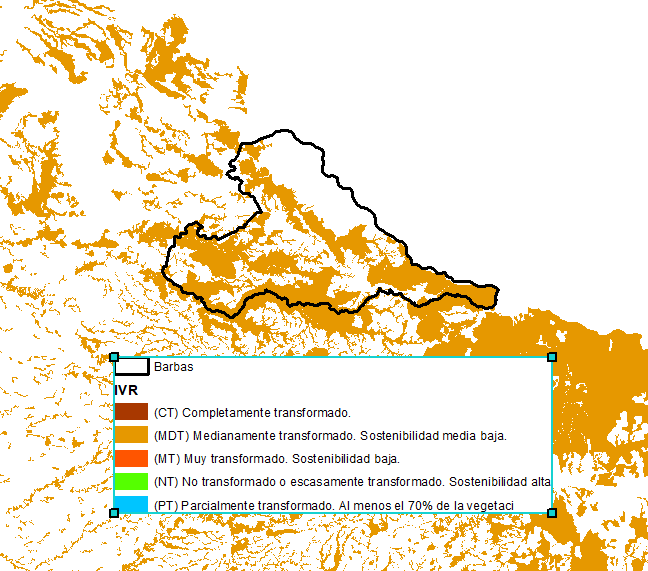 Barbas
IVR
(CT) Completamente transformado.
(MDT) Medianamente transformado. Sostenibilidad media baja.
(MT) Muy transformado. Sostenibilidad baja.
(NT) No transformado o escasamente transformado. Sostenibilidad alta
(PT) Parcialmente transformado. Al menos el 70% de la vegetaci